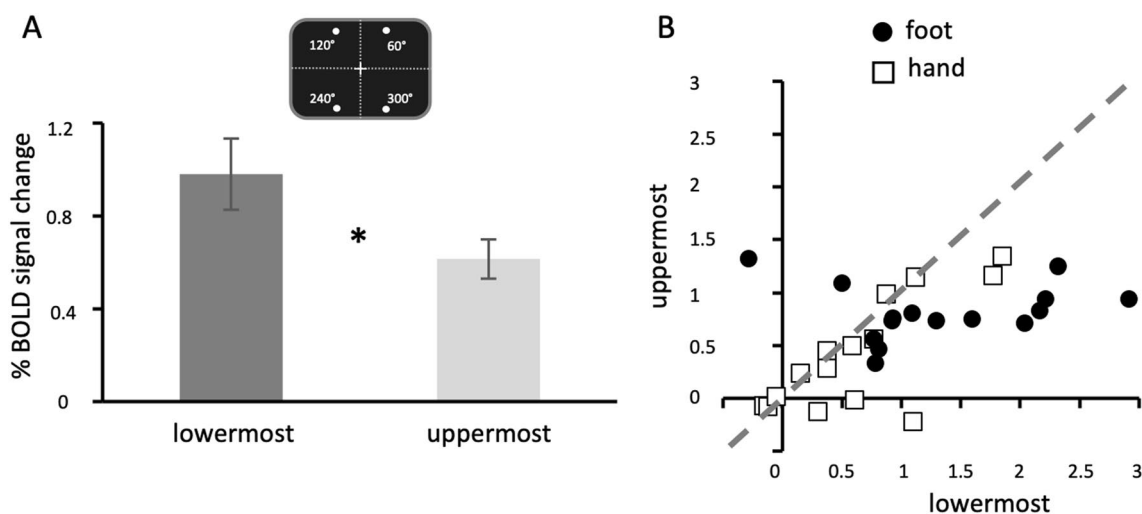 A
120° 60°
240° 300°
% BOLD signal change
1.2
0.8
0.4
0
*
lowermost uppermost
B
foot
hand
uppermost
3
2.5
2
1.5
1
0.5
0
0 0.5 1 1.5 2 2.5 3
lowermost